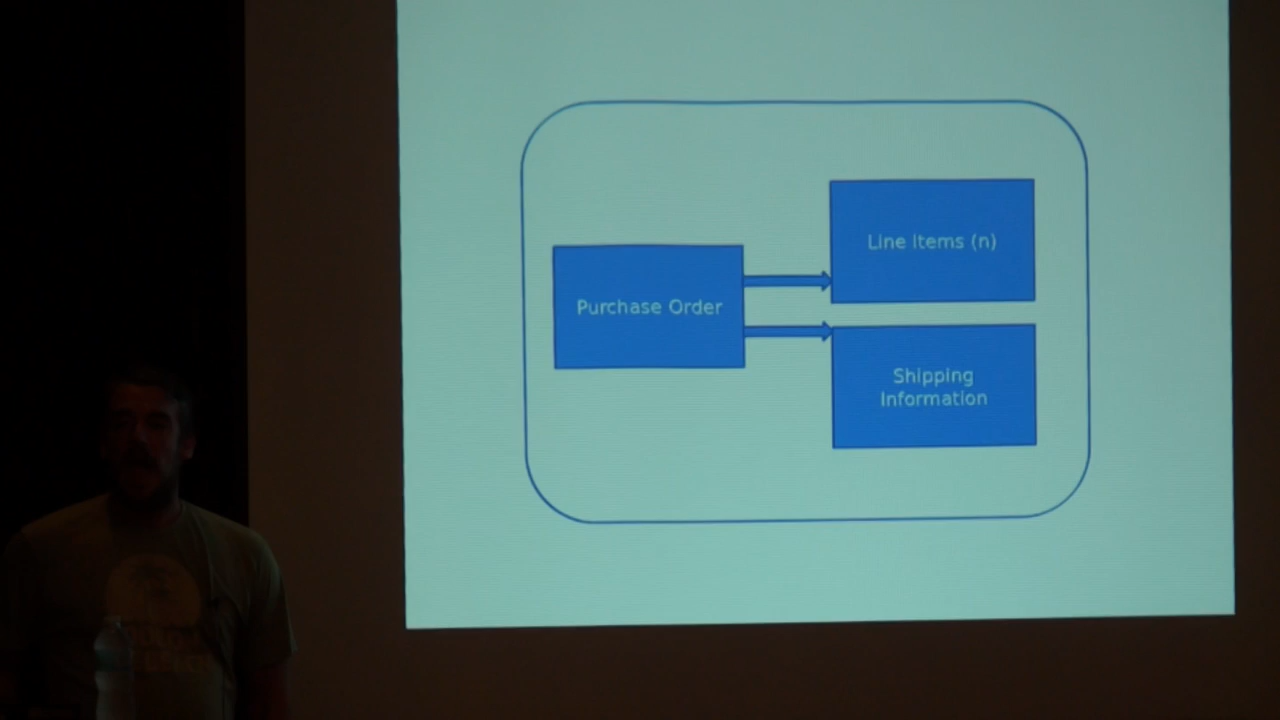 Line Items (n)
Purchase Order
Shipping
Information